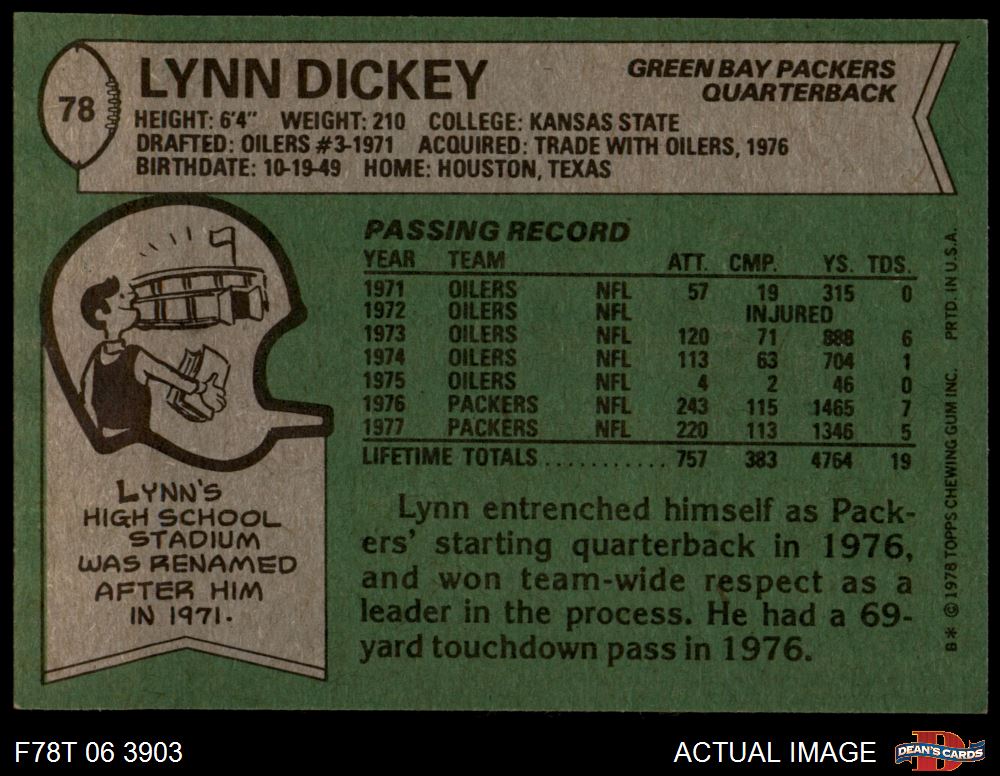 78
LYNN DICKEY
GREEN BAY PACKERS
QUARTERBACK
HEIGHT: 6'4" WEIGHT: 210 COLLEGE: KANSAS STATE
DRAFTED: OILERS #3-1971 ACQUIRED: TRADE WITH OILERS, 1976
BIRTHDATE: 10-19-49 HOME: HOUSTON, TEXAS
PASSING RECORD
YEAR TEAM ATT. CMP. YS. TDS.
1971 OILERS NFL 57 19 315 0
1972 OILERS NFL INJURED
1973 OILERS NFL 120 71 888 6
1974 OILERS NFL 113 63 704 1
1975 OILERS NFL 4 2 46 0
1976 PACKERS NFL 243 115 1465 7
1977 PACKERS NFL 220 113 1346 5
LIFETIME TOTALS........... 757 383 4764 19
LYNN'S
HIGH SCHOOL
STADIUM
WAS RENAMED
AFTER HIM
IN 1971.
Lynn entrenched himself as Pack-
ers' starting quarterback in 1976,
and won team-wide respect as a
leader in the process. He had a 69-
yard touchdown pass in 1976.
B* © 1978 TOPPS CHEWING GUM INC. PRTD. IN U.S.A.
F78T 06 3903
ACTUAL IMAGE
DEAN'S CARDS